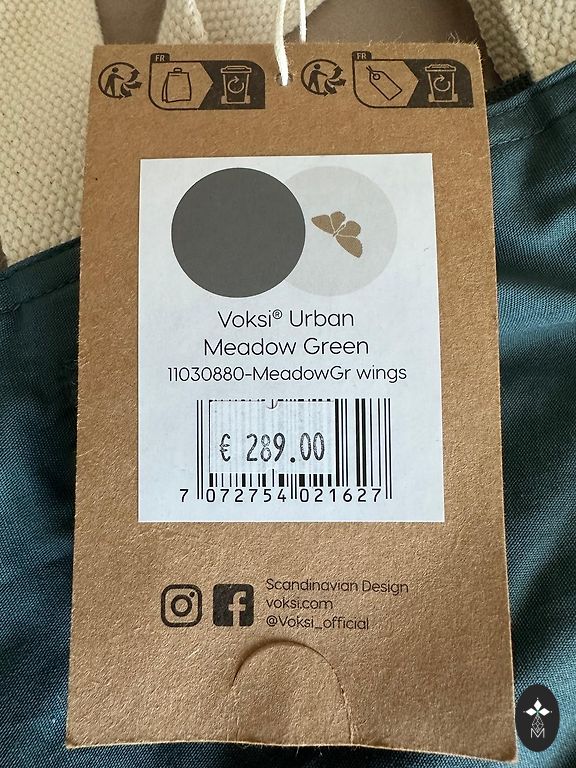 FR
FR
Voksi® Urban
Meadow Green
11030880-MeadowGr wings
€ 289.00
7 072754 021627
Scandinavian Design
voksi.com
@Voksi_official
M